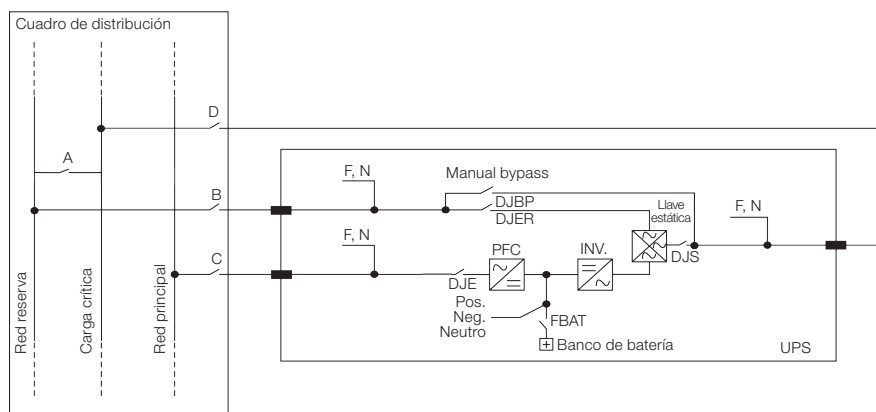 Cuadro de distribución
D
A
B
C
Red reserva
Carga crítica
Red principal
F, N
Manual bypass
DJBP
DJER
Llave
estática
F, N
F, N
DJE
PFC
INV.
DJS
Pos.
Neg.
Neutro
FBAT
Banco de batería
UPS